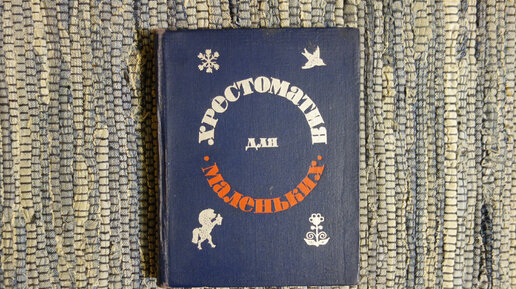 Хрестоматия
для
• маленьких •